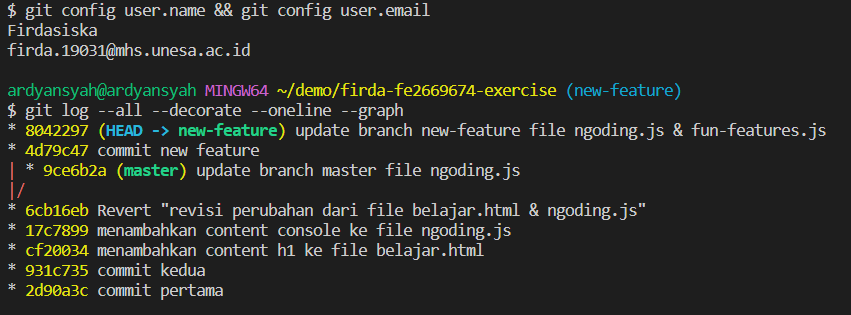 $ git config user.name && git config user.email
Firdasiska
firda.19031@mhs.unesa.ac.id
ardyansyah@ardyansyah MINGW64 ~/demo/firda-fe2669674-exercise (new-feature)
$ git log --all --decorate --oneline --graph
* 8042297 (HEAD -> new-feature) update branch new-feature file ngoding.js & fun-features.js
* 4d79c47 commit new feature
| * 9ce6b2a (master) update branch master file ngoding.js
|/
* 6cb16eb Revert "revisi perubahan dari file belajar.html & ngoding.js"
* 17c7899 menambahkan content console ke file ngoding.js
* cf20034 menambahkan content h1 ke file belajar.html
* 931c735 commit kedua
* 2d90a3c commit pertama